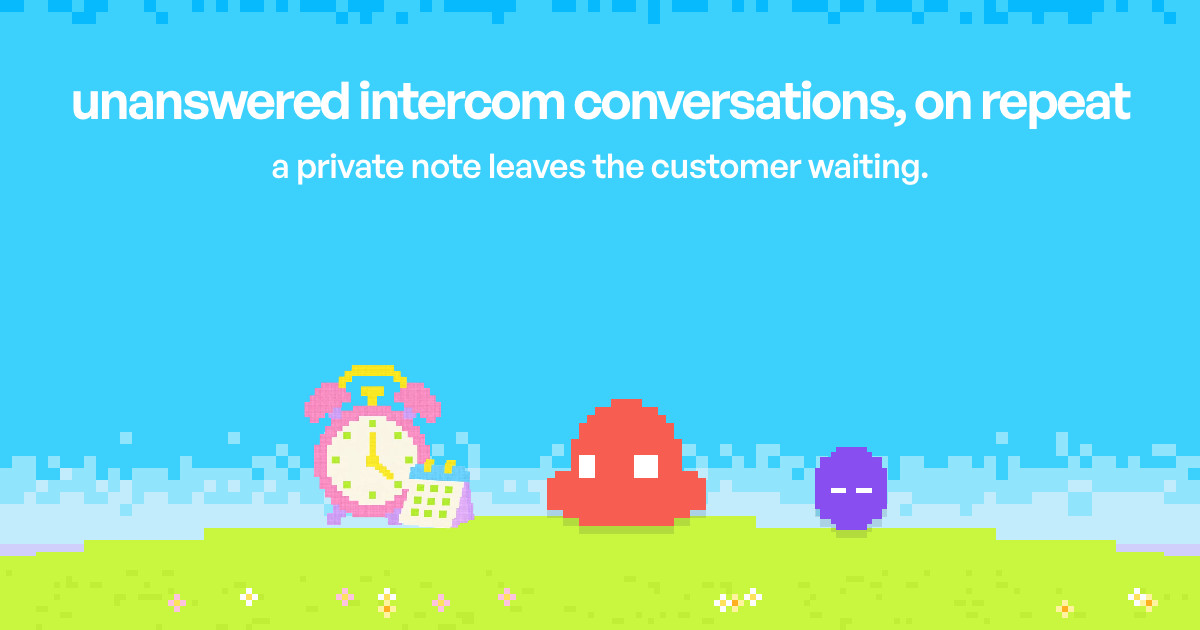 unanswered intercom conversations, on repeat
a private note leaves the customer waiting.